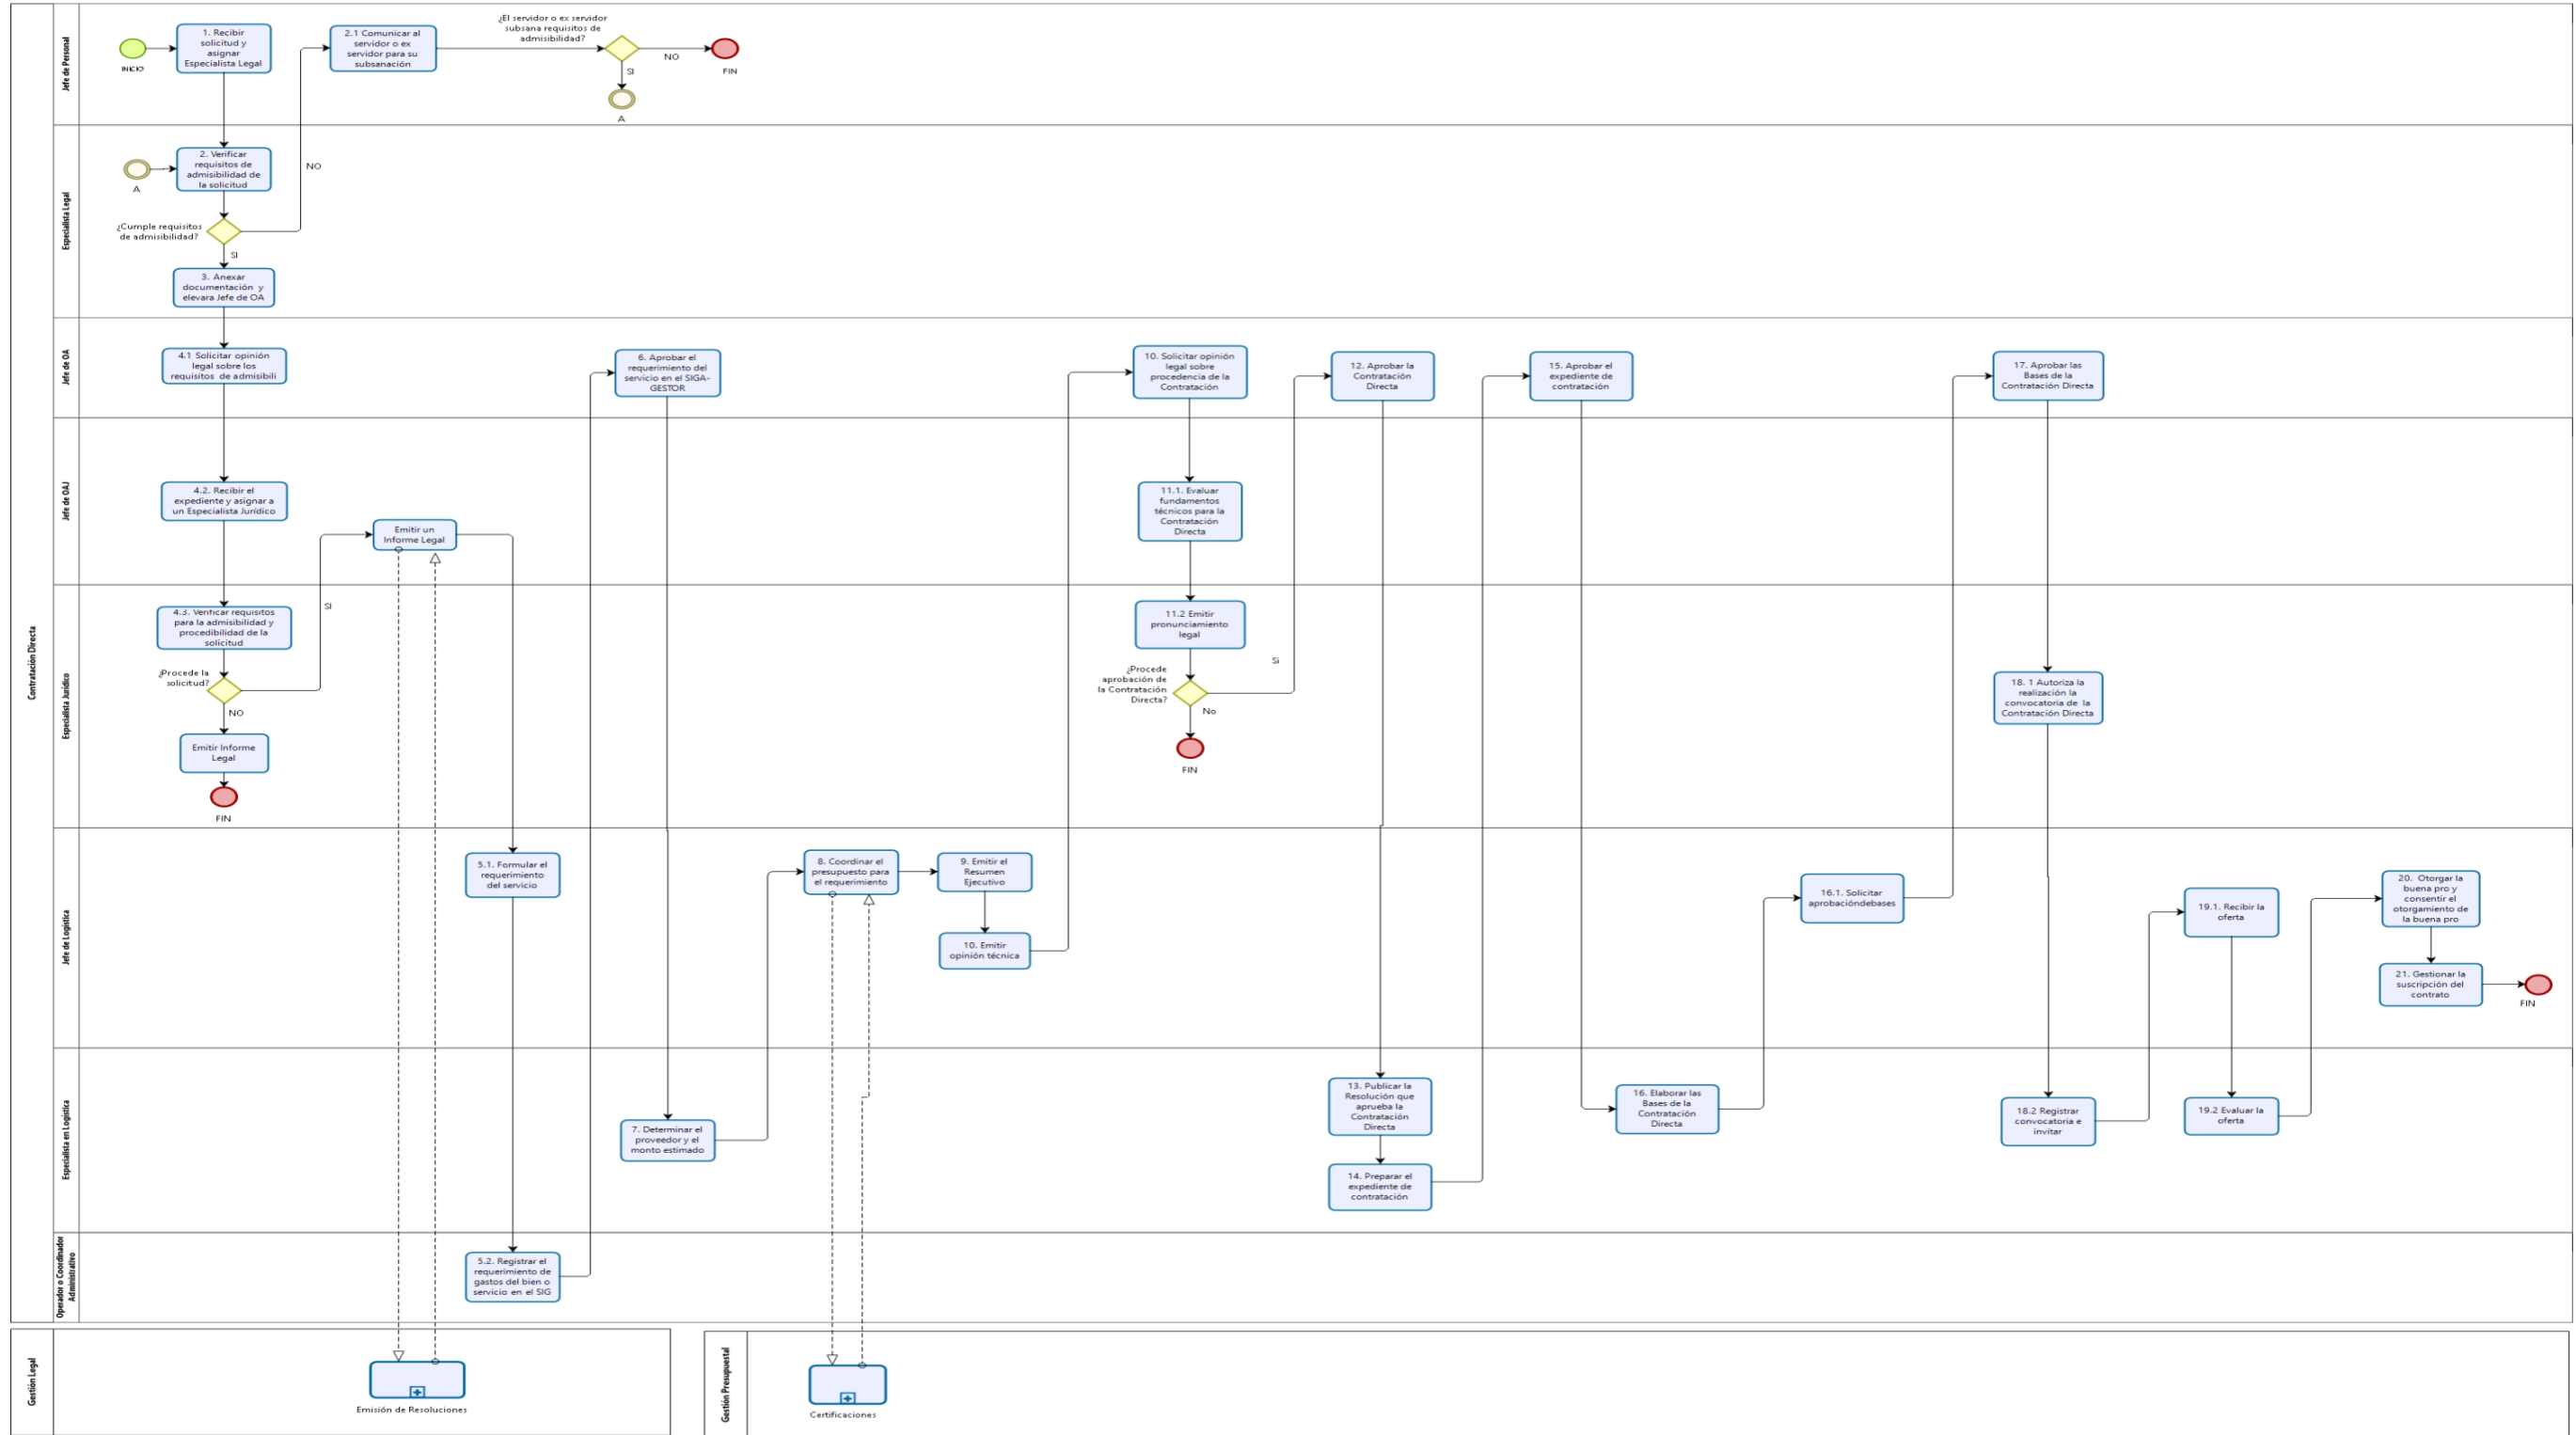 Contratación Directa
Jefe de Personal
INICIO
1. Recibir
solicitud y
asignar
Especialista Legal
2.1 Comunicar al
servidor o ex
servidor para su
subsanación
¿El servidor o ex servidor
subsana requisitos de
admisibilidad?
NO
FIN
SI
A
Especialista Legal
A
2. Verificar
requisitos de
admisibilidad de
la solicitud
NO
¿Cumple requisitos
de admisibilidad?
SI
3. Anexar
documentación y
elevara Jefe de OA
Jefe de OA
4.1 Solicitar opinión
legal sobre los
requisitos de admisibili
6. Aprobar el
requerimiento del
servicio en el SIGA-
GESTOR
10. Solicitar opinión
legal sobre
procedencia de la
Contratación
12. Aprobar la
Contratación
Directa
15. Aprobar el
expediente de
contratación
17. Aprobar las
Bases de la
Contratación Directa
Jefe de OAJ
4.2. Recibir el
expediente y asignar a
un Especialista Jurídico
Emitir un
Informe Legal
11.1. Evaluar
fundamentos
técnicos para la
Contratación
Directa
Especialista Jurídico
4.3. Verificar requisitos
para la admisibilidad y
procedibilidad de la
solicitud
SI
¿Procede la
solicitud?
NO
Emitir Informe
Legal
FIN
11.2 Emitir
pronunciamiento
legal
¿Procede
aprobación de
la Contratación
Directa?
Si
No
FIN
18. 1 Autoriza la
realización la
convocatoria de la
Contratación Directa
Jefe de Logística
5.1. Formular el
requerimiento
del servicio
8. Coordinar el
presupuesto para
el requerimiento
9. Emitir el
Resumen
Ejecutivo
10. Emitir
opinión técnica
16.1. Solicitar
aprobacióndebases
19.1. Recibir la
oferta
20. Otorgar la
buena pro y
consentir el
otorgamiento de
la buena pro
21. Gestionar la
suscripción del
contrato
FIN
Especialista en Logística
7. Determinar el
proveedor y el
monto estimado
13. Publicar la
Resolución que
aprueba la
Contratación
Directa
14. Preparar el
expediente de
contratación
16. Elaborar las
Bases de la
Contratación
Directa
18.2 Registrar
convocatoria e
invitar
19.2 Evaluar la
oferta
Operador o Coordinador
Administrativo
5.2. Registrar el
requerimiento de
gastos del bien o
servicio en el SIG
Gestión Legal
Emisión de Resoluciones
Gestión Presupuestal
Certificaciones